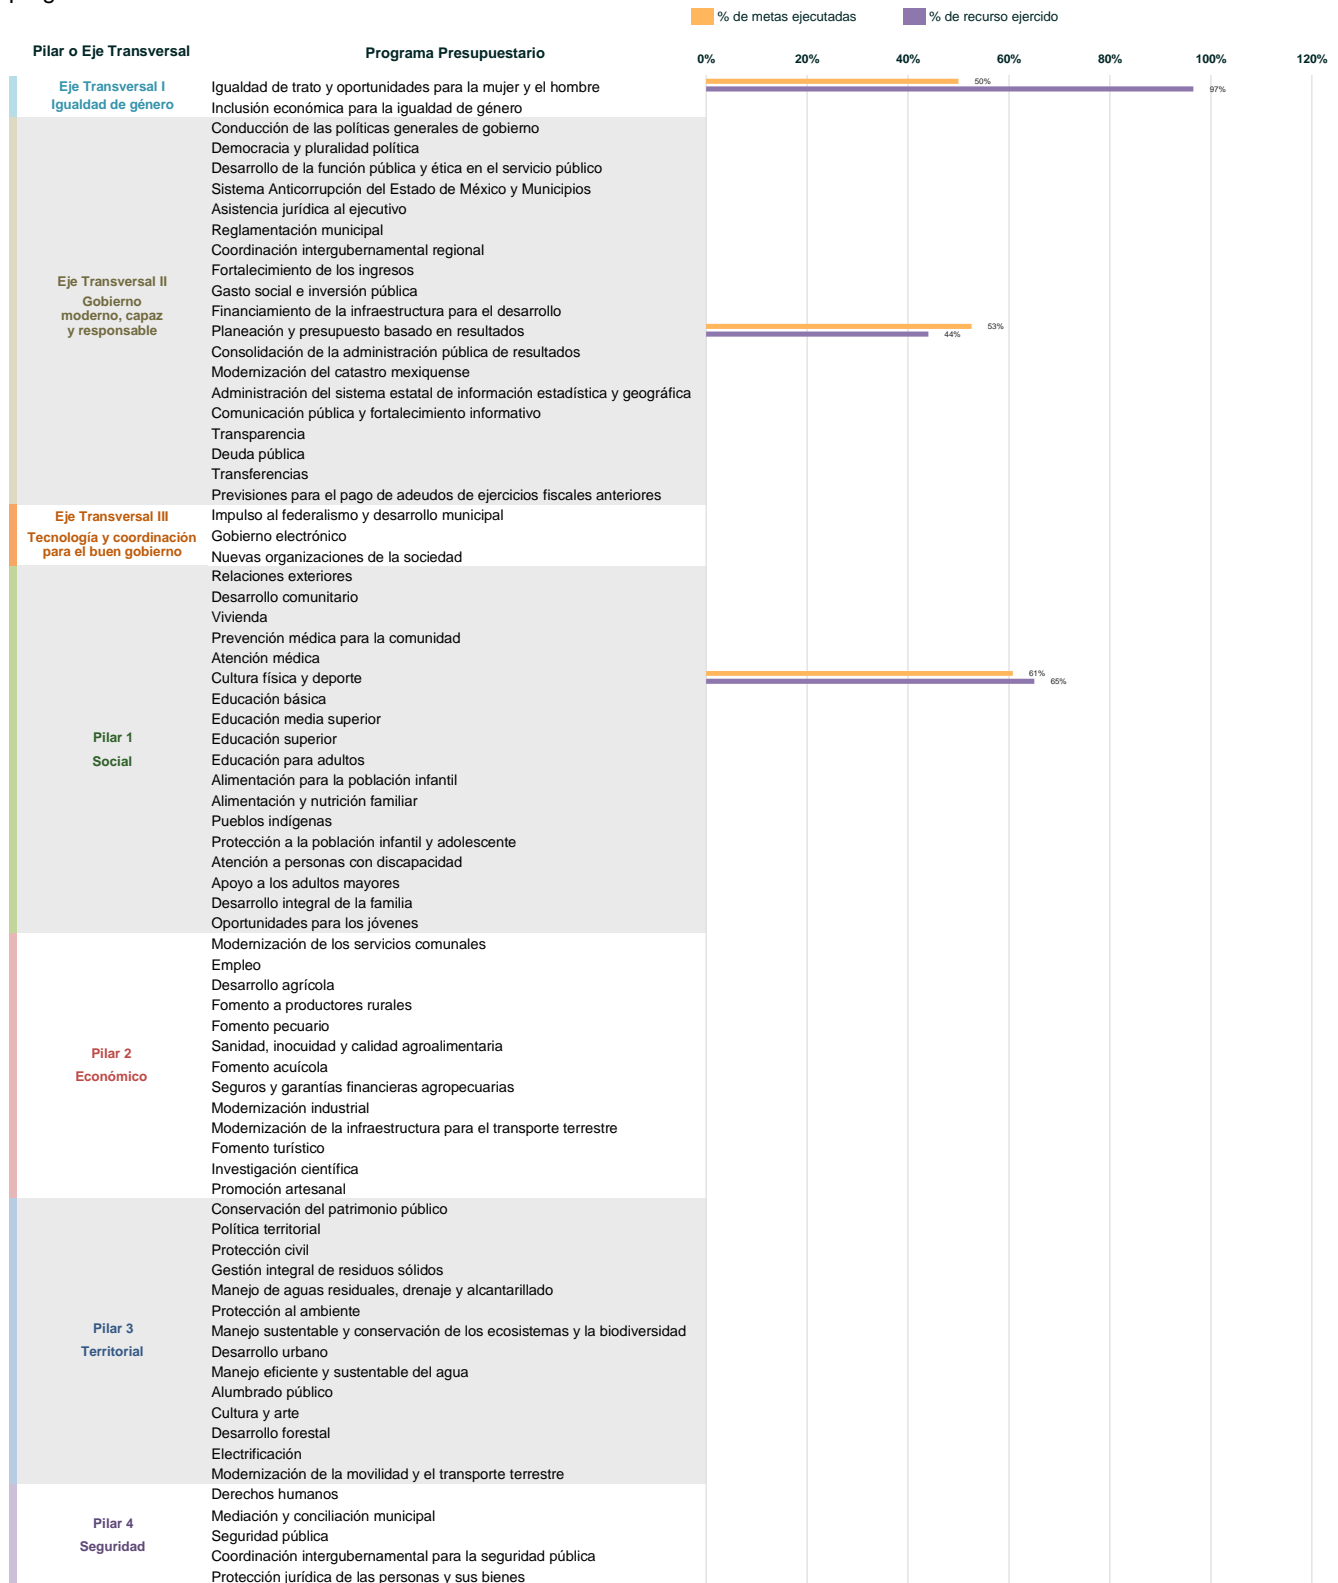 % de metas ejecutadas % de recurso ejercido
Pilar o Eje Transversal Programa Presupuestario 0% 20% 40% 60% 80% 100% 120%
Eje Transversal I
Igualdad de género
Igualdad de trato y oportunidades para la mujer y el hombre 50%
97%
Inclusión económica para la igualdad de género
Eje Transversal II
Gobierno
moderno, capaz
y responsable
Conducción de las políticas generales de gobierno
Democracia y pluralidad política
Desarrollo de la función pública y ética en el servicio público
Sistema Anticorrupción del Estado de México y Municipios
Asistencia jurídica al ejecutivo
Reglamentación municipal
Coordinación intergubernamental regional
Fortalecimiento de los ingresos
Gasto social e inversión pública
Financiamiento de la infraestructura para el desarrollo
Planeación y presupuesto basado en resultados 53%
44%
Consolidación de la administración pública de resultados
Modernización del catastro mexiquense
Administración del sistema estatal de información estadística y geográfica
Comunicación pública y fortalecimiento informativo
Transparencia
Deuda pública
Transferencias
Previsiones para el pago de adeudos de ejercicios fiscales anteriores
Eje Transversal III
Tecnología y coordinación
para el buen gobierno
Impulso al federalismo y desarrollo municipal
Gobierno electrónico
Nuevas organizaciones de la sociedad
Pilar 1
Social
Relaciones exteriores
Desarrollo comunitario
Vivienda
Prevención médica para la comunidad
Atención médica
Cultura física y deporte 61%
65%
Educación básica
Educación media superior
Educación superior
Educación para adultos
Alimentación para la población infantil
Alimentación y nutrición familiar
Pueblos indígenas
Protección a la población infantil y adolescente
Atención a personas con discapacidad
Apoyo a los adultos mayores
Desarrollo integral de la familia
Oportunidades para los jóvenes
Pilar 2
Económico
Modernización de los servicios comunales
Empleo
Desarrollo agrícola
Fomento a productores rurales
Fomento pecuario
Sanidad, inocuidad y calidad agroalimentaria
Fomento acuícola
Seguros y garantías financieras agropecuarias
Modernización industrial
Modernización de la infraestructura para el transporte terrestre
Fomento turístico
Investigación científica
Promoción artesanal
Pilar 3
Territorial
Conservación del patrimonio público
Política territorial
Protección civil
Gestión integral de residuos sólidos
Manejo de aguas residuales, drenaje y alcantarillado
Protección al ambiente
Manejo sustentable y conservación de los ecosistemas y la biodiversidad
Desarrollo urbano
Manejo eficiente y sustentable del agua
Alumbrado público
Cultura y arte
Desarrollo forestal
Electrificación
Modernización de la movilidad y el transporte terrestre
Pilar 4
Seguridad
Derechos humanos
Mediación y conciliación municipal
Seguridad pública
Coordinación intergubernamental para la seguridad pública
Protección jurídica de las personas y sus bienes